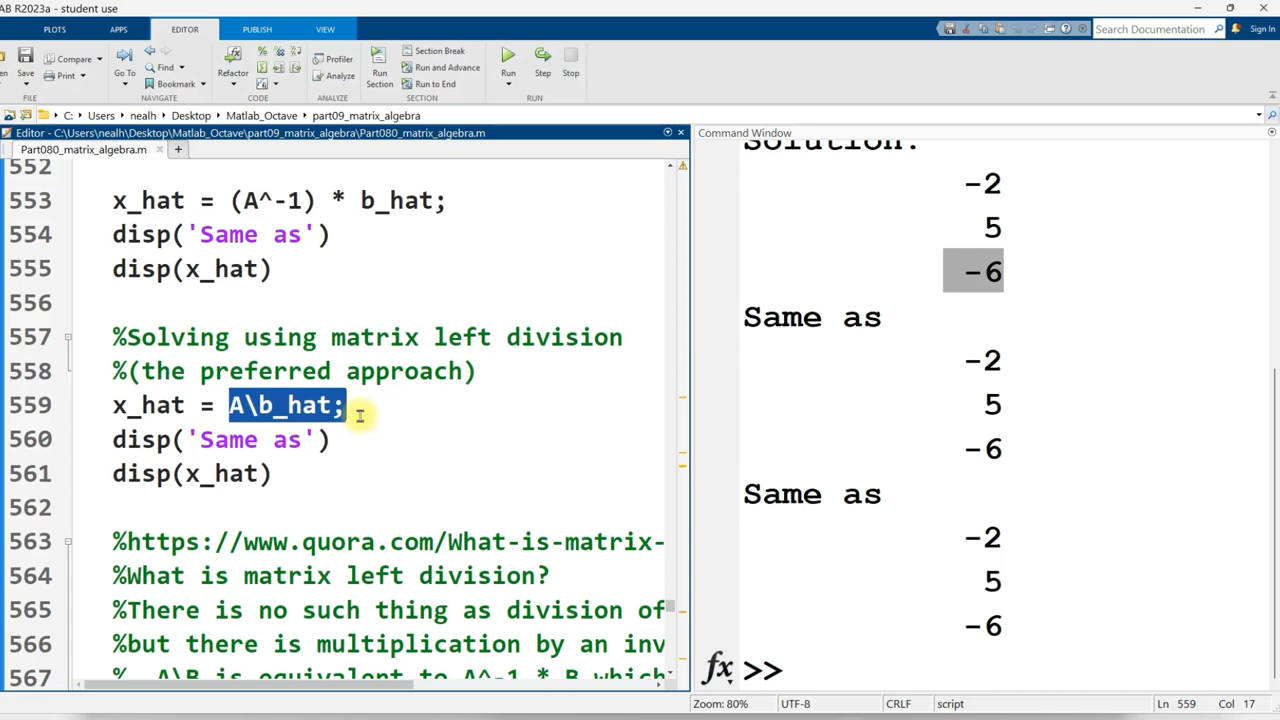 AB R2023a - student use
PLOTS APPS EDITOR PUBLISH VIEW
Search Documentation Sign In
Save Compare Print Go To Find Bookmark Refactor Profiler Analyze Run Section Section Break Run and Advance Run to End Run Step Stop
FILE NAVIGATE CODE ANALYZE SECTION RUN
C: Users nealh Desktop Matlab_Octave part09_matrix_algebra
Editor - C:\Users\nealh\Desktop\Matlab_Octave\part09_matrix_algebra\Part080_matrix_algebra.m
Part080_matrix_algebra.m +
552
553 x_hat = (A^-1) * b_hat;
554 disp('Same as')
555 disp(x_hat)
556
557 %Solving using matrix left division
558 %(the preferred approach)
559 x_hat = A\b_hat;
560 disp('Same as')
561 disp(x_hat)
562
563 %https://www.quora.com/What-is-matrix-
564 %What is matrix left division?
565 %There is no such thing as division of
566 %but there is multiplication by an inv
567 % A\B is equivalent to A^-1 * B which
Command Window
Solution:
-2
5
-6
Same as
-2
5
-6
Same as
-2
5
-6
fx >>
Zoom: 80% UTF-8 CRLF script Ln 559 Col 17